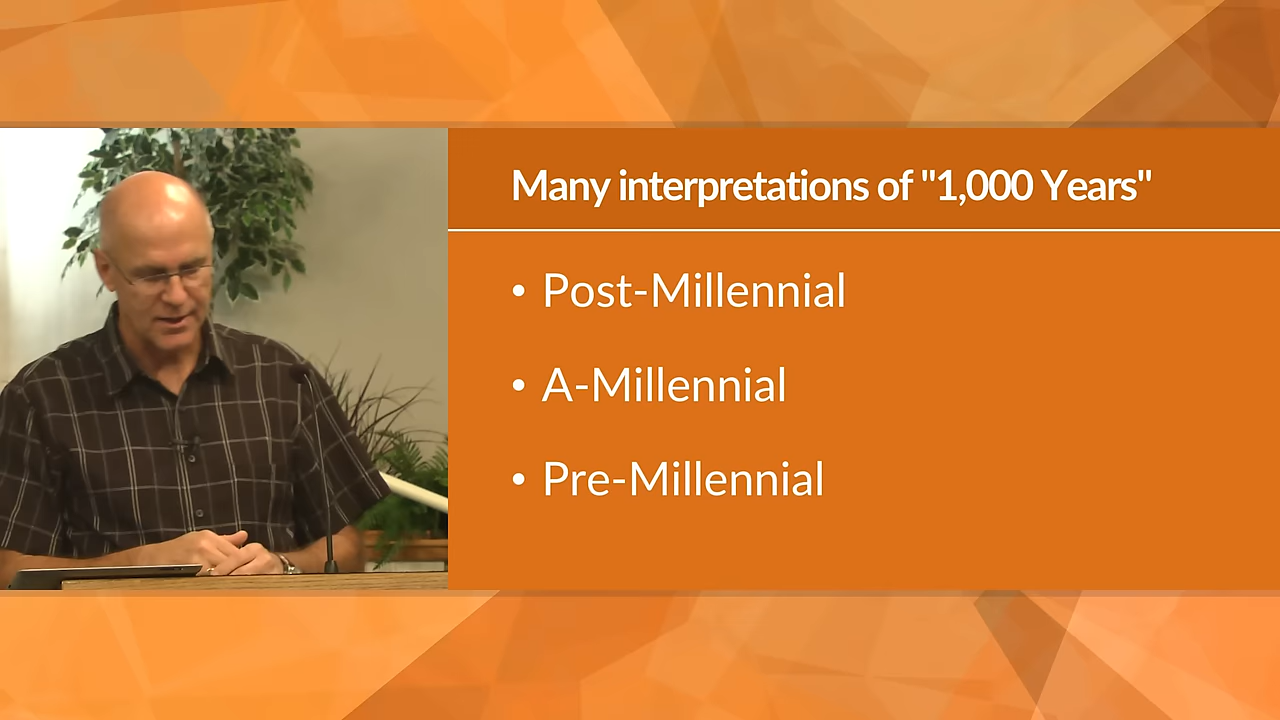 Many interpretations of "1,000 Years"
• Post-Millennial
• A-Millennial
• Pre-Millennial